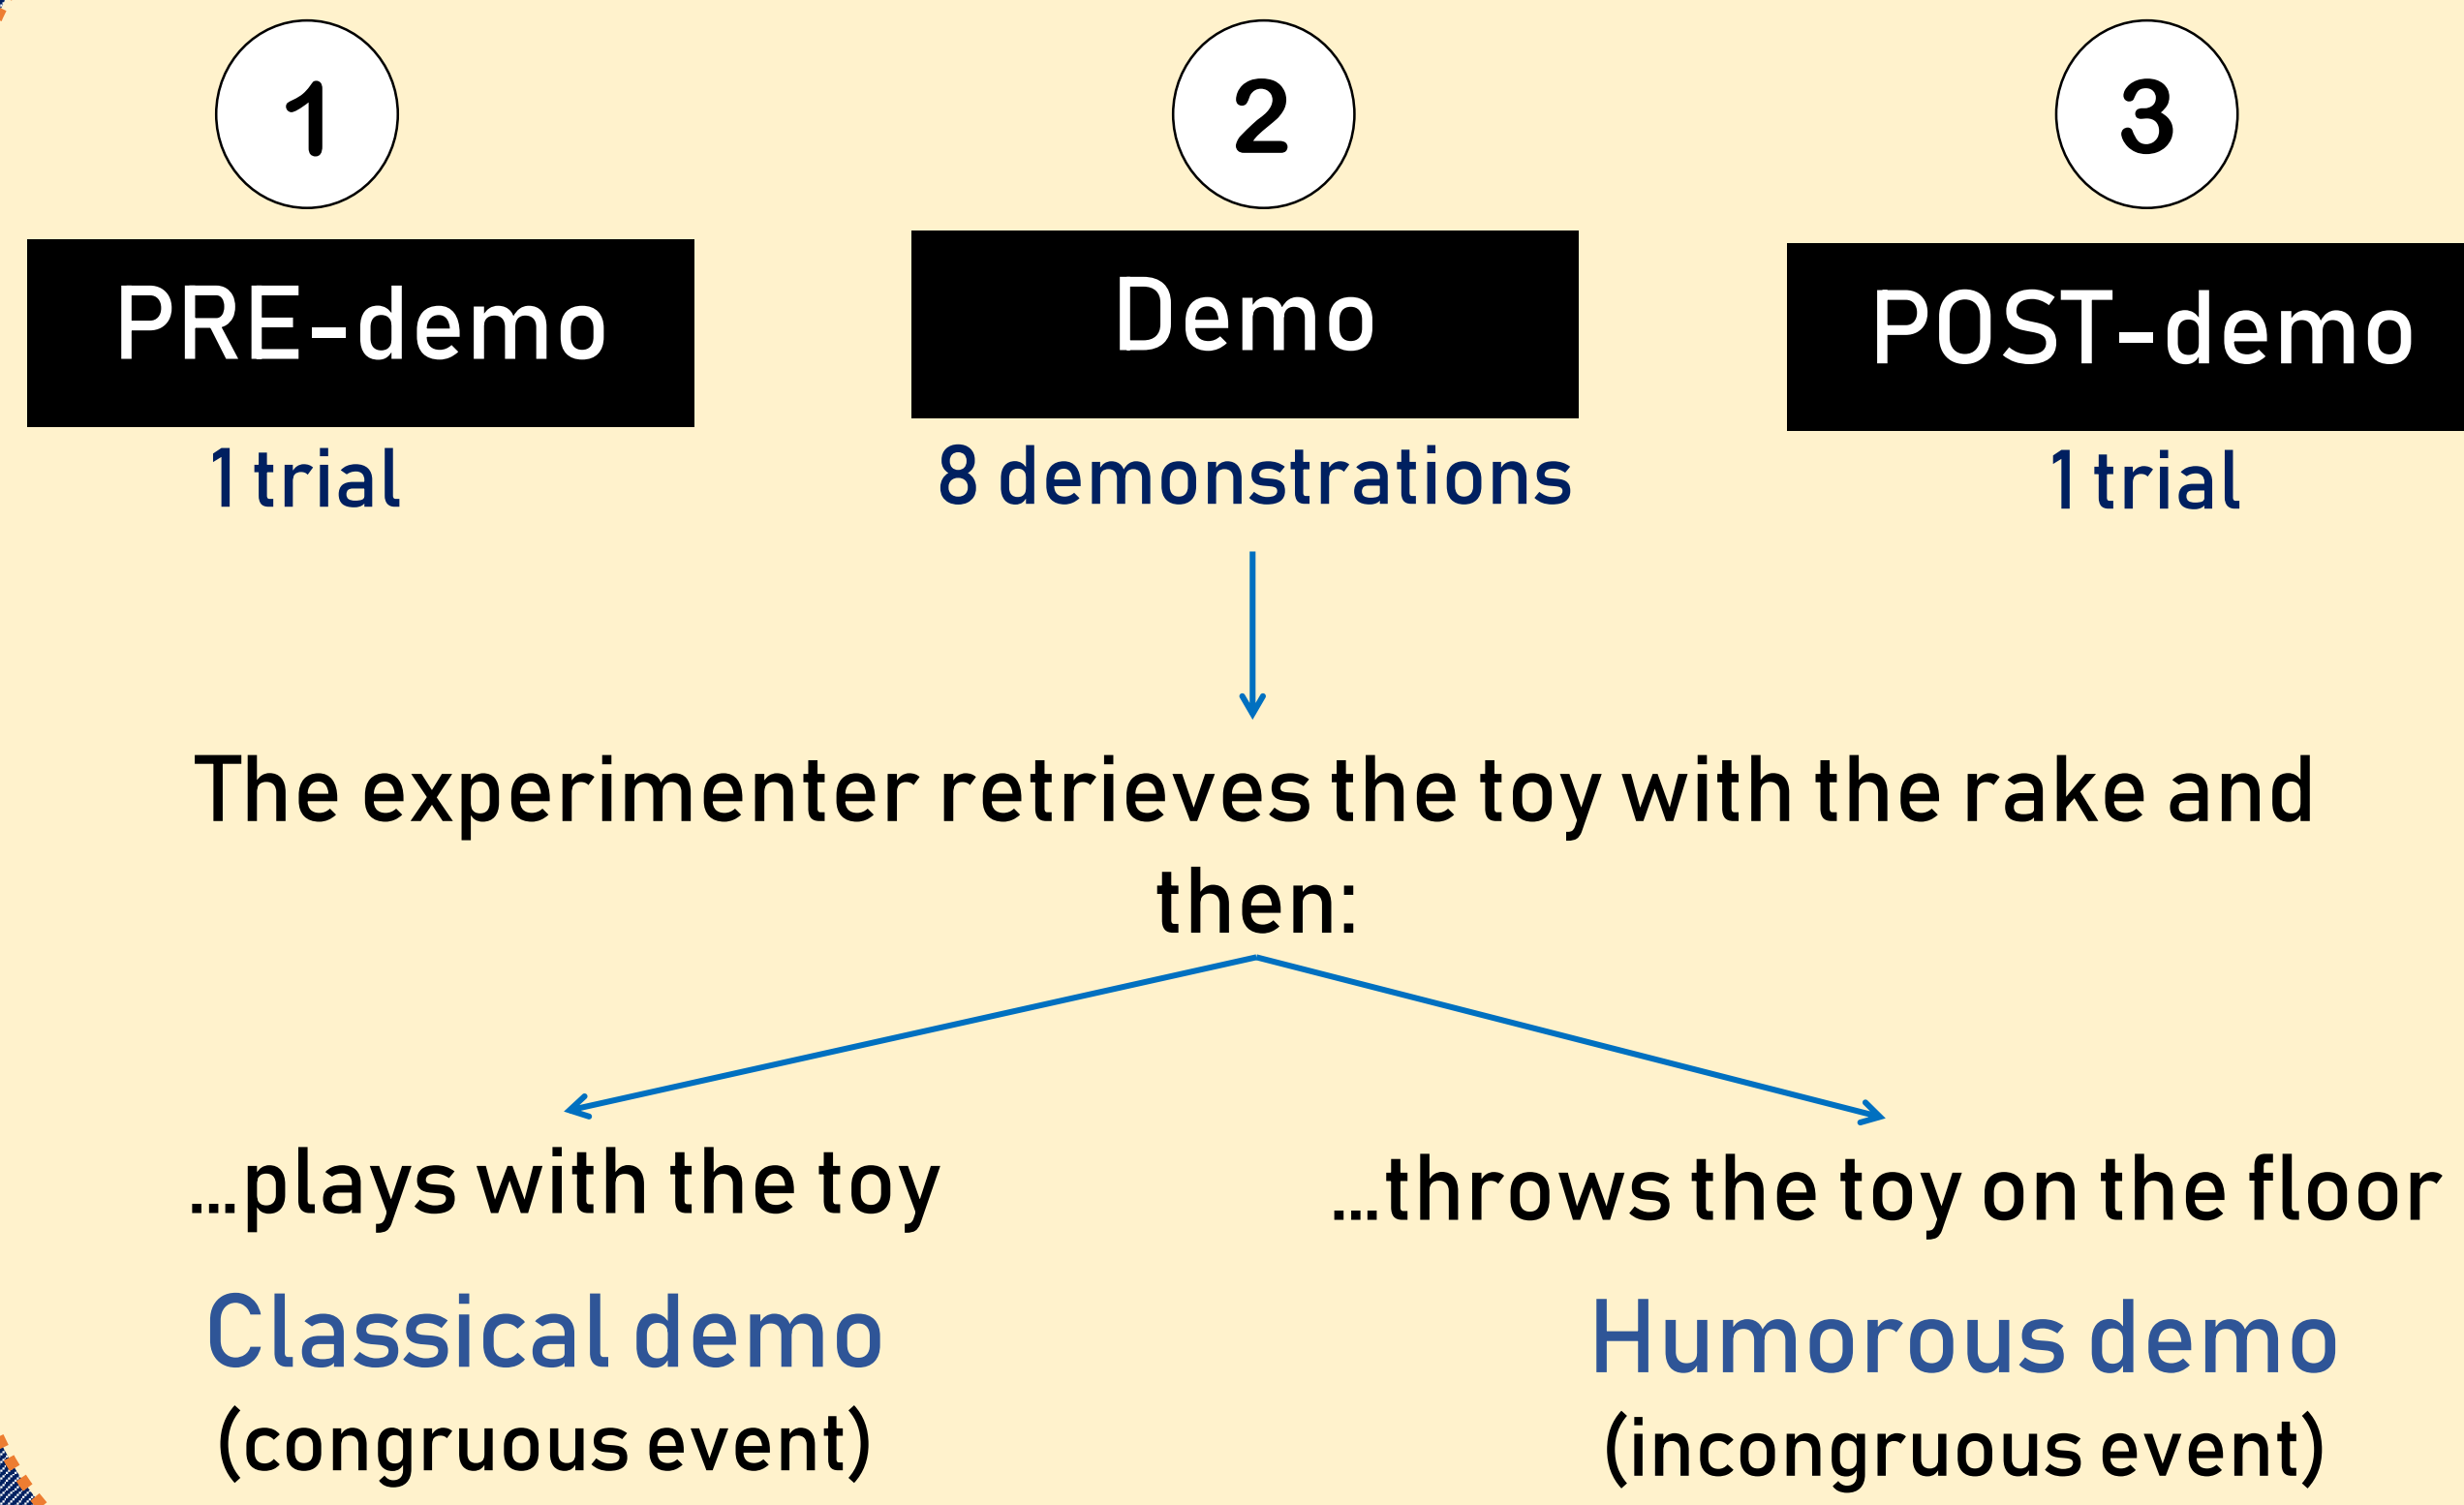 1
2
3
PRE-demo
Demo
POST-demo
1 trial
8 demonstrations
1 trial
The experimenter retrieves the toy with the rake and
then:
...plays with the toy
...throws the toy on the floor
Classical demo
Humorous demo
(congruous event)
(incongruous event)